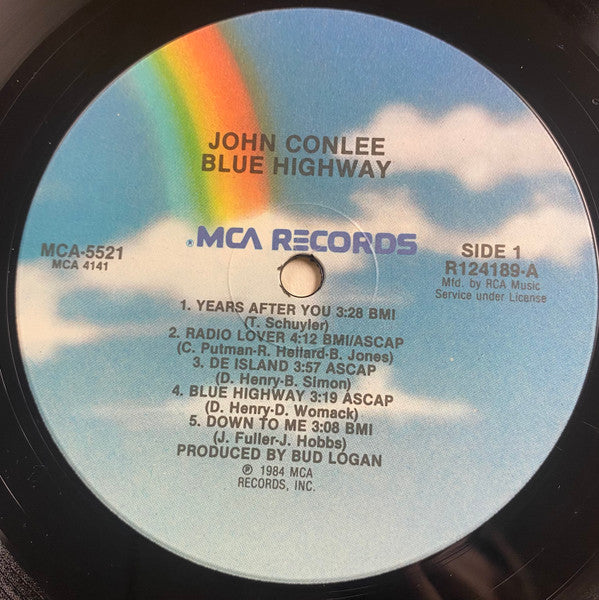 JOHN CONLEE
BLUE HIGHWAY
® MCA RECORDS
MCA-5521
MCA 4141
SIDE 1
R124189-A
Mfd. by RCA Music
Service under License
1. YEARS AFTER YOU 3:28 BMI
(T. Schuyler)
2. RADIO LOVER 4:12 BMI/ASCAP
(C. Putman-R. Hellard-B. Jones)
3. DE ISLAND 3:57 ASCAP
(D. Henry-B. Simon)
4. BLUE HIGHWAY 3:19 ASCAP
(D. Henry-D. Womack)
5. DOWN TO ME 3:08 BMI
(J. Fuller-J. Hobbs)
PRODUCED BY BUD LOGAN
℗ 1984 MCA
RECORDS, INC.